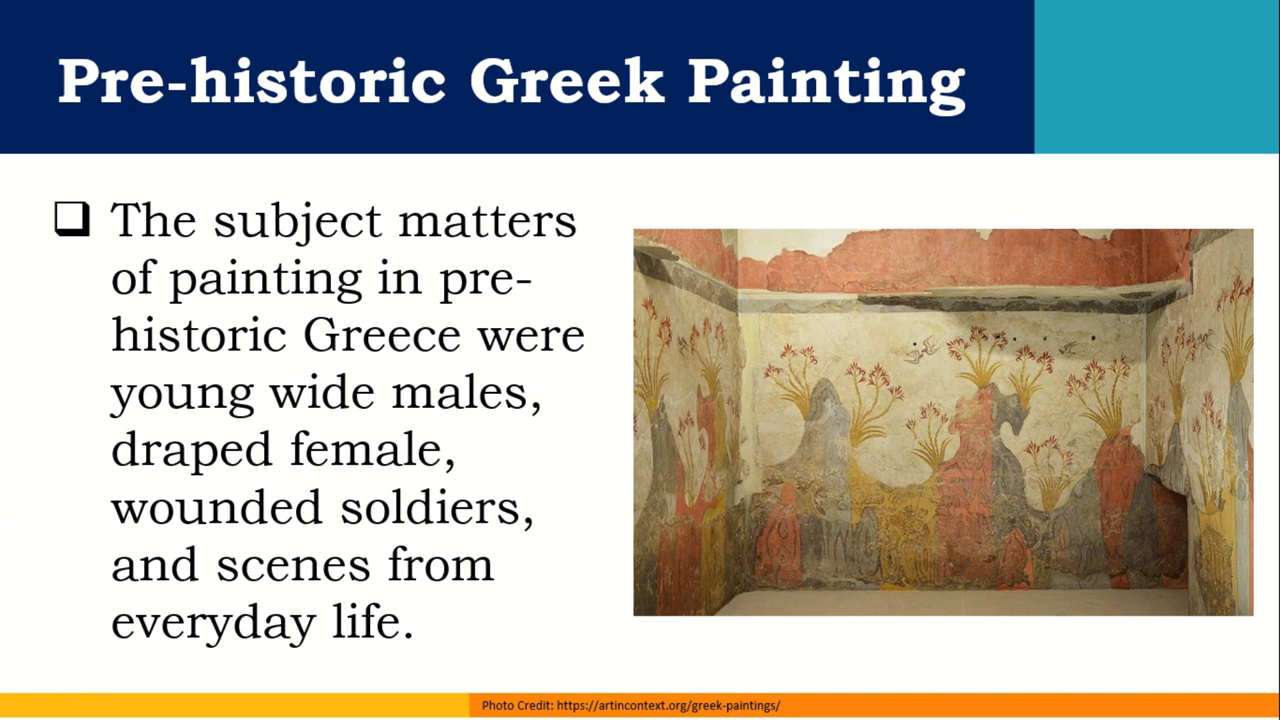 Pre-historic Greek Painting
The subject matters
of painting in pre-
historic Greece were
young wide males,
draped female,
wounded soldiers,
and scenes from
everyday life.
Photo Credit: https://artincontext.org/greek-paintings/